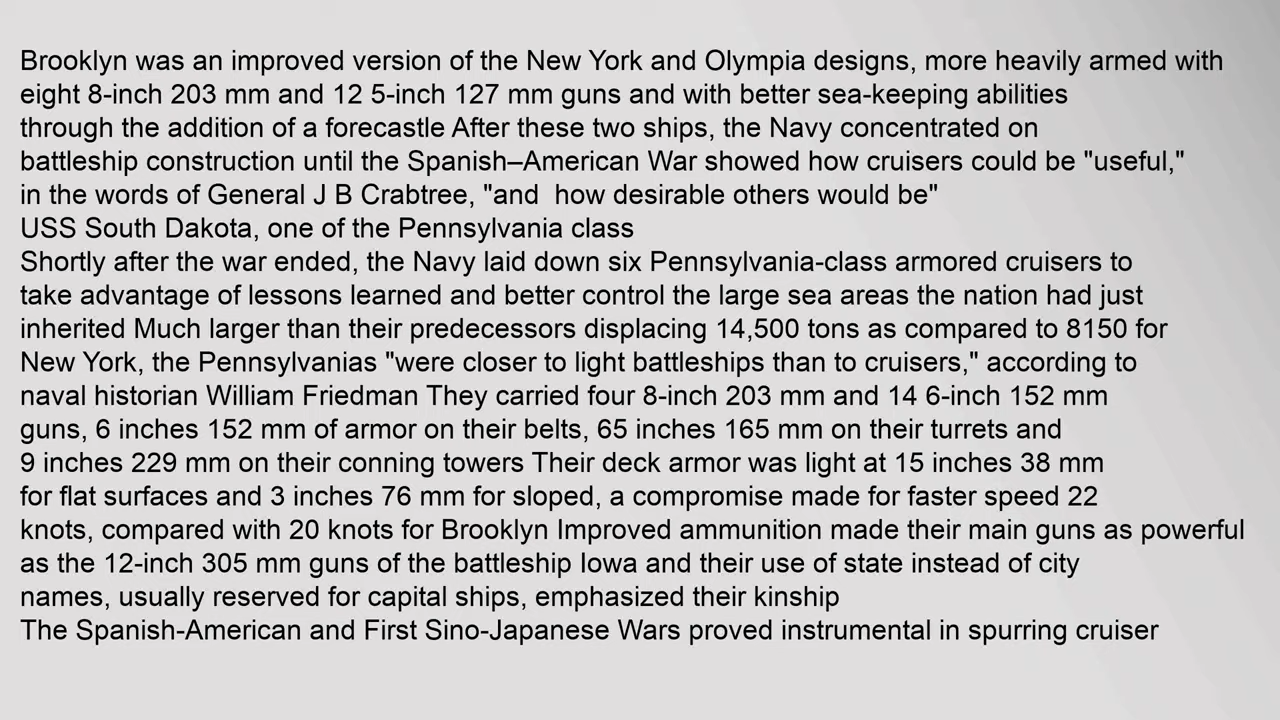 Brooklyn was an improved version of the New York and Olympia designs, more heavily armed with
eight 8-inch 203 mm and 12 5-inch 127 mm guns and with better sea-keeping abilities
through the addition of a forecastle After these two ships, the Navy concentrated on
battleship construction until the Spanish–American War showed how cruisers could be "useful,"
in the words of General J B Crabtree, "and  how desirable others would be"
USS South Dakota, one of the Pennsylvania class
Shortly after the war ended, the Navy laid down six Pennsylvania-class armored cruisers to
take advantage of lessons learned and better control the large sea areas the nation had just
inherited Much larger than their predecessors displacing 14,500 tons as compared to 8150 for
New York, the Pennsylvanias "were closer to light battleships than to cruisers," according to
naval historian William Friedman They carried four 8-inch 203 mm and 14 6-inch 152 mm
guns, 6 inches 152 mm of armor on their belts, 65 inches 165 mm on their turrets and
9 inches 229 mm on their conning towers Their deck armor was light at 15 inches 38 mm
for flat surfaces and 3 inches 76 mm for sloped, a compromise made for faster speed 22
knots, compared with 20 knots for Brooklyn Improved ammunition made their main guns as powerful
as the 12-inch 305 mm guns of the battleship Iowa and their use of state instead of city
names, usually reserved for capital ships, emphasized their kinship
The Spanish-American and First Sino-Japanese Wars proved instrumental in spurring cruiser